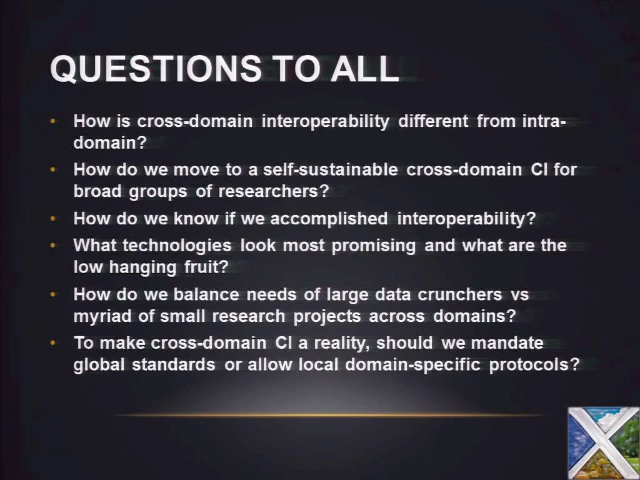 QUESTIONS TO ALL
• How is cross-domain interoperability different from intra-
domain?
• How do we move to a self-sustainable cross-domain CI for
broad groups of researchers?
• How do we know if we accomplished interoperability?
• What technologies look most promising and what are the
low hanging fruit?
• How do we balance needs of large data crunchers vs
myriad of small research projects across domains?
• To make cross-domain CI a reality, should we mandate
global standards or allow local domain-specific protocols?